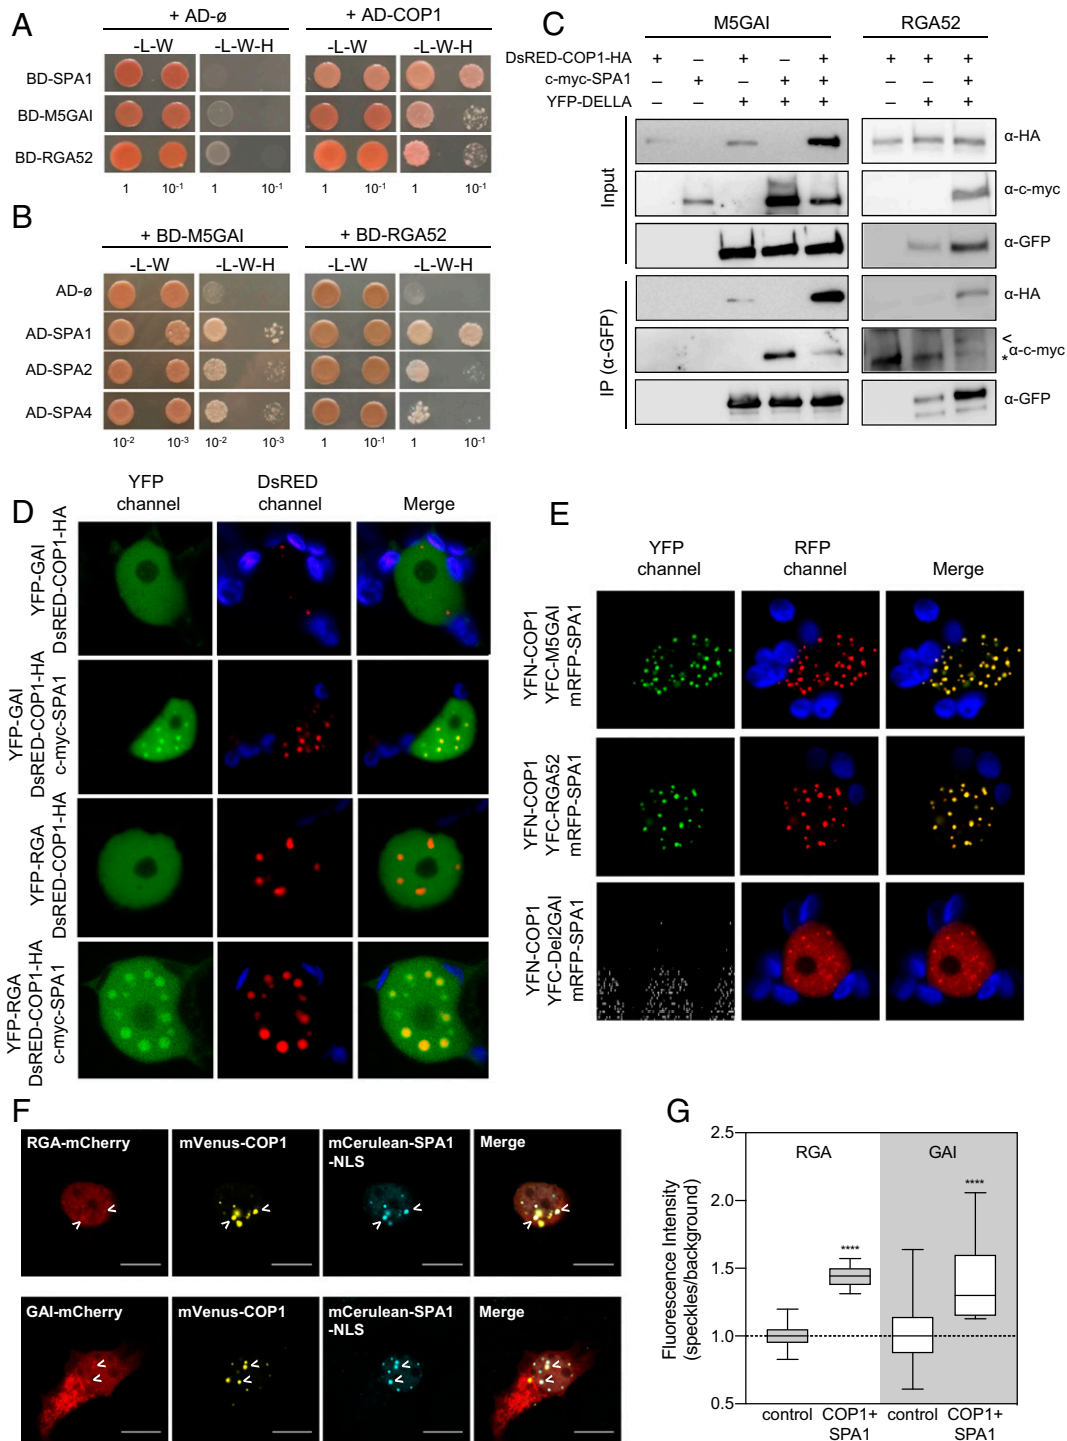 A
+ AD-ø
+ AD-COP1
-L-W
-L-W-H
-L-W
-L-W-H
BD-SPA1
BD-M5GAI
BD-RGA52
1
10-1
1
10-1
1
10-1
1
10-1
B
+ BD-M5GAI
+ BD-RGA52
-L-W
-L-W-H
-L-W
-L-W-H
AD-ø
AD-SPA1
AD-SPA2
AD-SPA4
10-2
10-3
10-2
10-3
1
10-1
1
10-1
C
M5GAI
RGA52
DsRED-COP1-HA + – + – + + + +
c-myc-SPA1 – + – + + – – +
YFP-DELLA – – + + + – + +
Input
α-HA
α-c-myc
α-GFP
IP (α-GFP)
α-HA
<
*α-c-myc
α-GFP
D
YFP
channel
DsRED
channel
Merge
YFP-GAI
DsRED-COP1-HA
YFP-GAI
DsRED-COP1-HA
c-myc-SPA1
YFP-RGA
DsRED-COP1-HA
YFP-RGA
DsRED-COP1-HA
c-myc-SPA1
E
YFP
channel
RFP
channel
Merge
YFN-COP1
YFC-M5GAI
mRFP-SPA1
YFN-COP1
YFC-RGA52
mRFP-SPA1
YFN-COP1
YFC-Del2GAI
mRFP-SPA1
F
RGA-mCherry
mVenus-COP1
mCerulean-SPA1
-NLS
Merge
GAI-mCherry
mVenus-COP1
mCerulean-SPA1
-NLS
Merge
G
Fluorescence Intensity
(speckles/background)
2.5
2.0
1.5
1.0
0.5
RGA
GAI
****
****
control
COP1+
SPA1
control
COP1+
SPA1